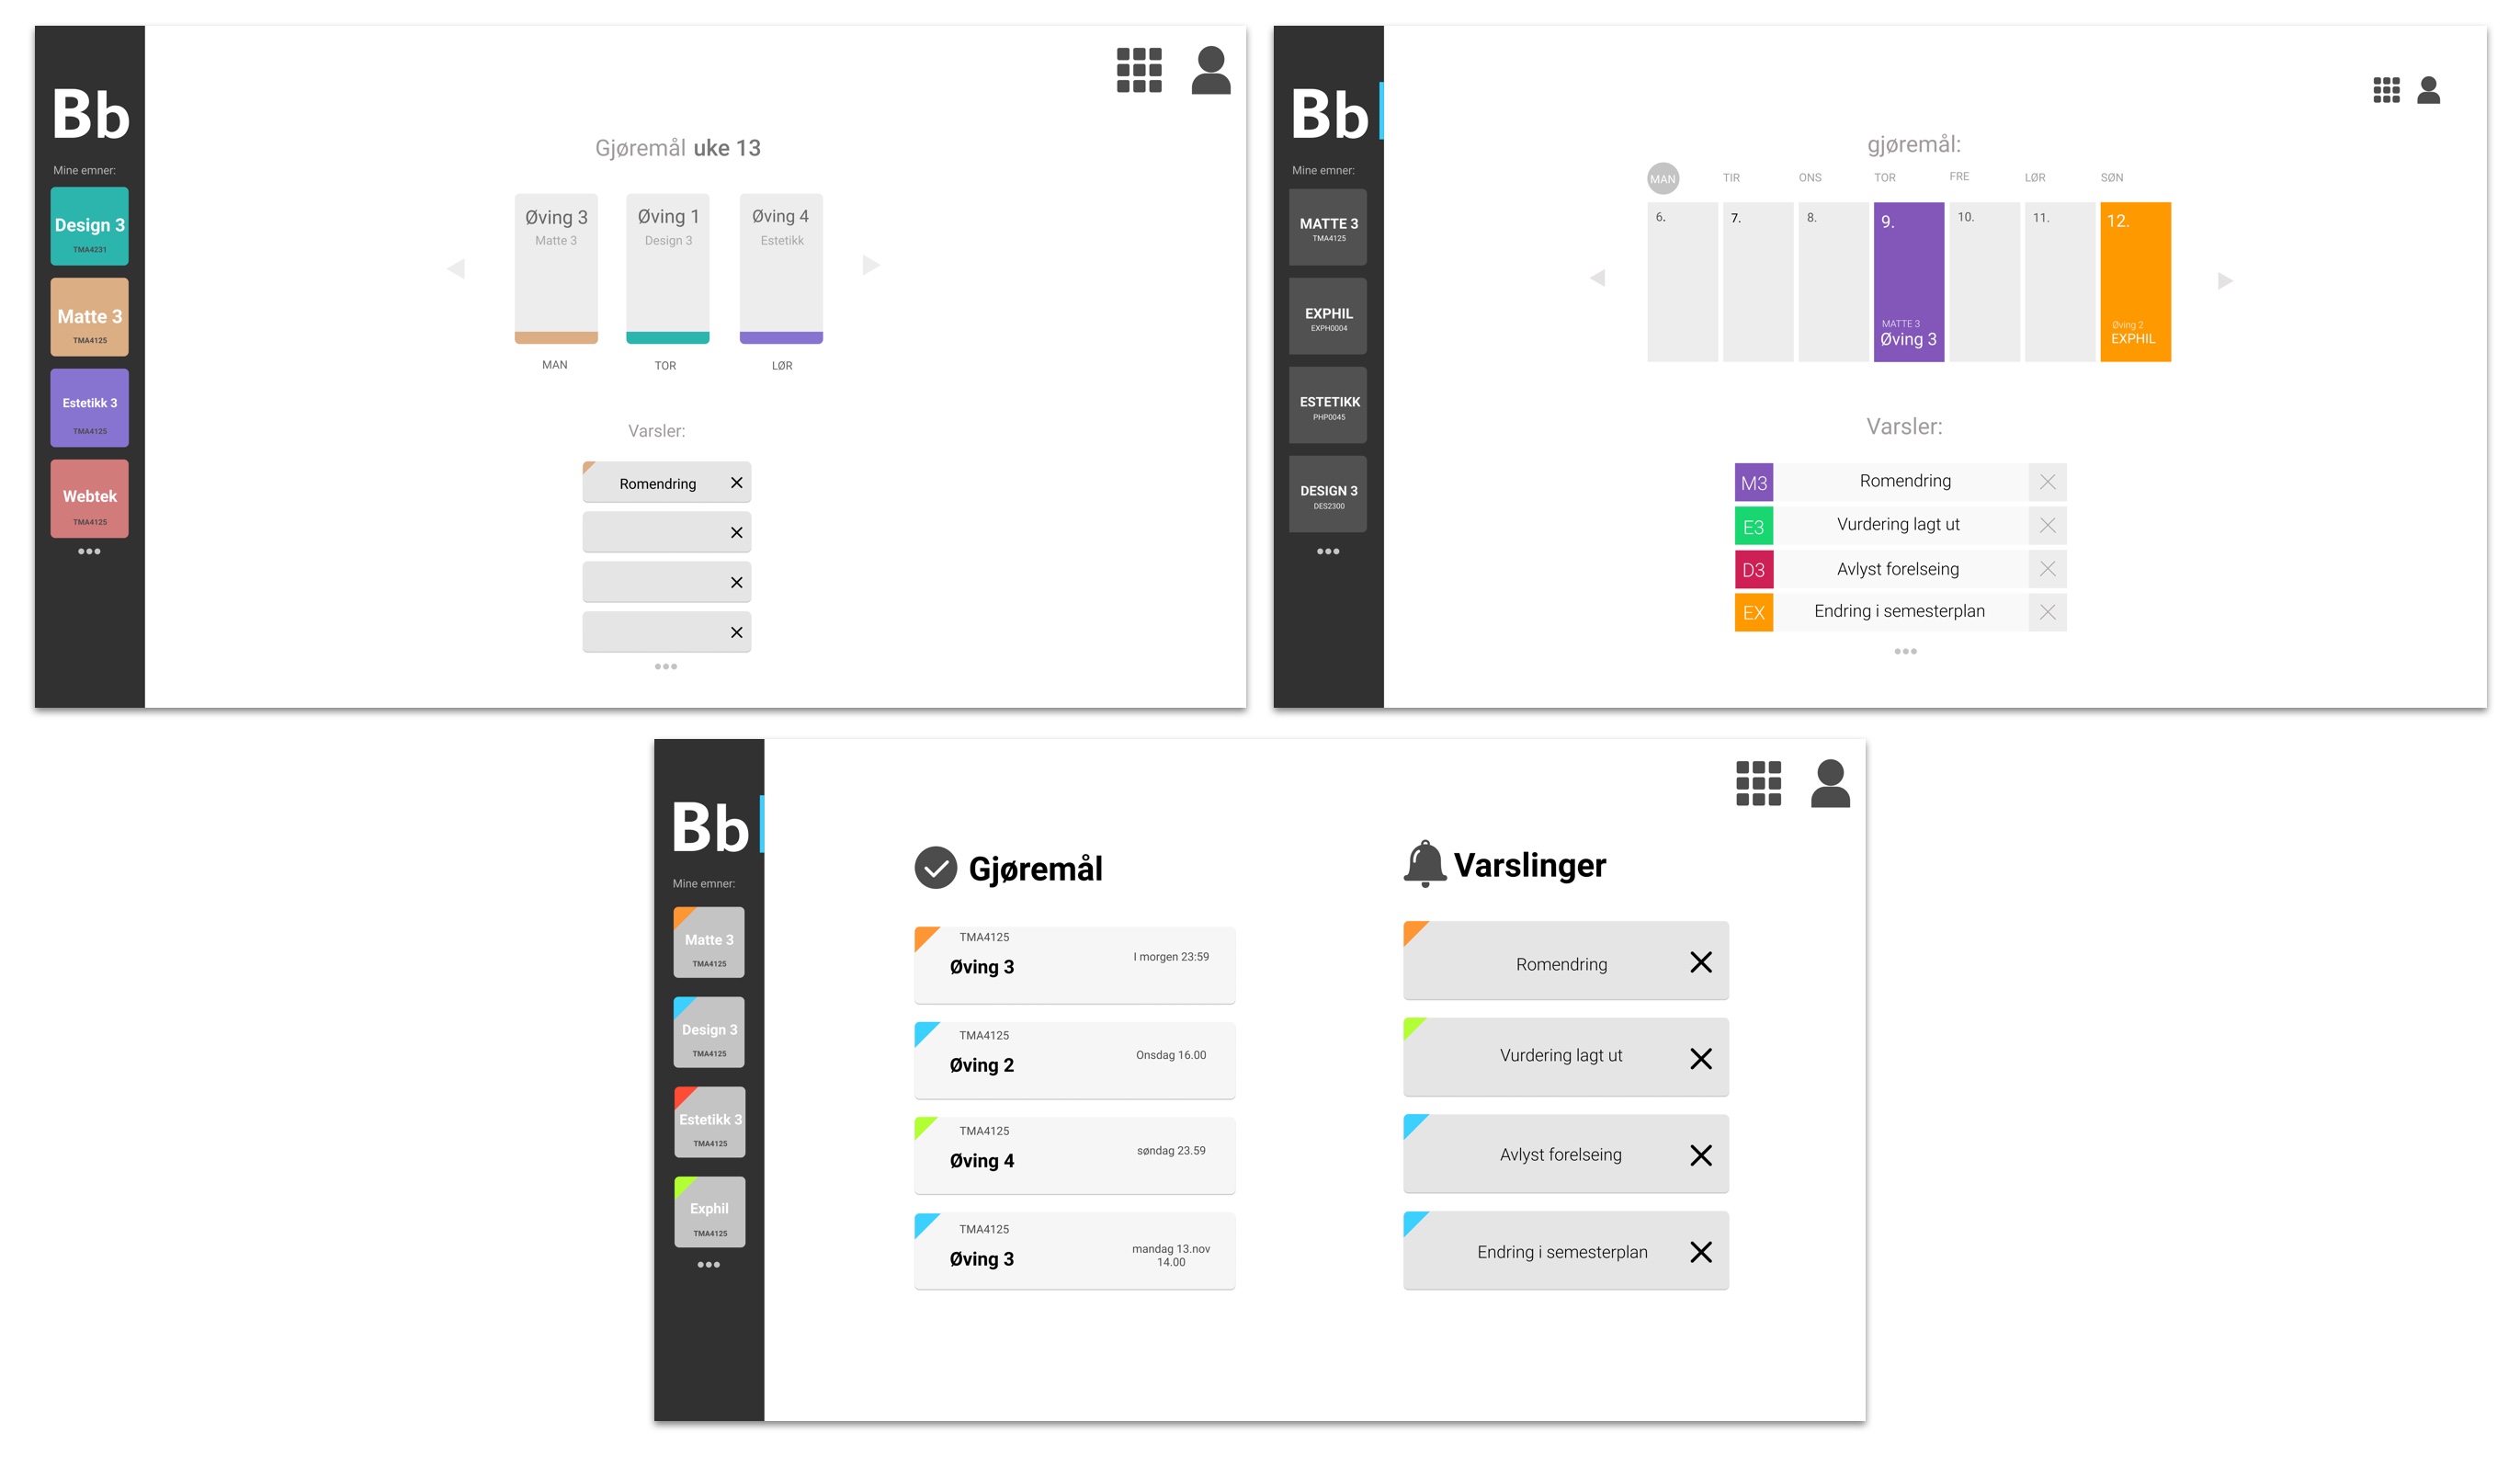 Bb
Mine emner:
Design 3
TMA4231
Matte 3
TMA4125
Estetikk 3
TMA4125
Webtek
TMA4125
Gjøremål uke 13
Øving 3
Matte 3
Øving 1
Design 3
Øving 4
Estetikk
MAN
TOR
LØR
Varsler:
Romendring
Bb
Mine emner:
MATTE 3
TMA4125
EXPHIL
EXPH0004
ESTETIKK
PHP0045
DESIGN 3
DES2300
gjøremål:
MAN TIR ONS TOR FRE LØR SØN
6. 7. 8. 9. 10. 11. 12.
MATTE 3
Øving 3
Øving 2
EXPHIL
Varsler:
M3 Romendring
E3 Vurdering lagt ut
D3 Avlyst forelseing
EX Endring i semesterplan
Bb
Mine emner:
Matte 3
TMA4125
Design 3
TMA4125
Estetikk 3
TMA4125
Exphil
TMA4125
Gjøremål
TMA4125
Øving 3
I morgen 23:59
TMA4125
Øving 2
Onsdag 16.00
TMA4125
Øving 4
søndag 23.59
TMA4125
Øving 3
mandag 13.nov
14.00
Varslinger
Romendring
Vurdering lagt ut
Avlyst forelseing
Endring i semesterplan